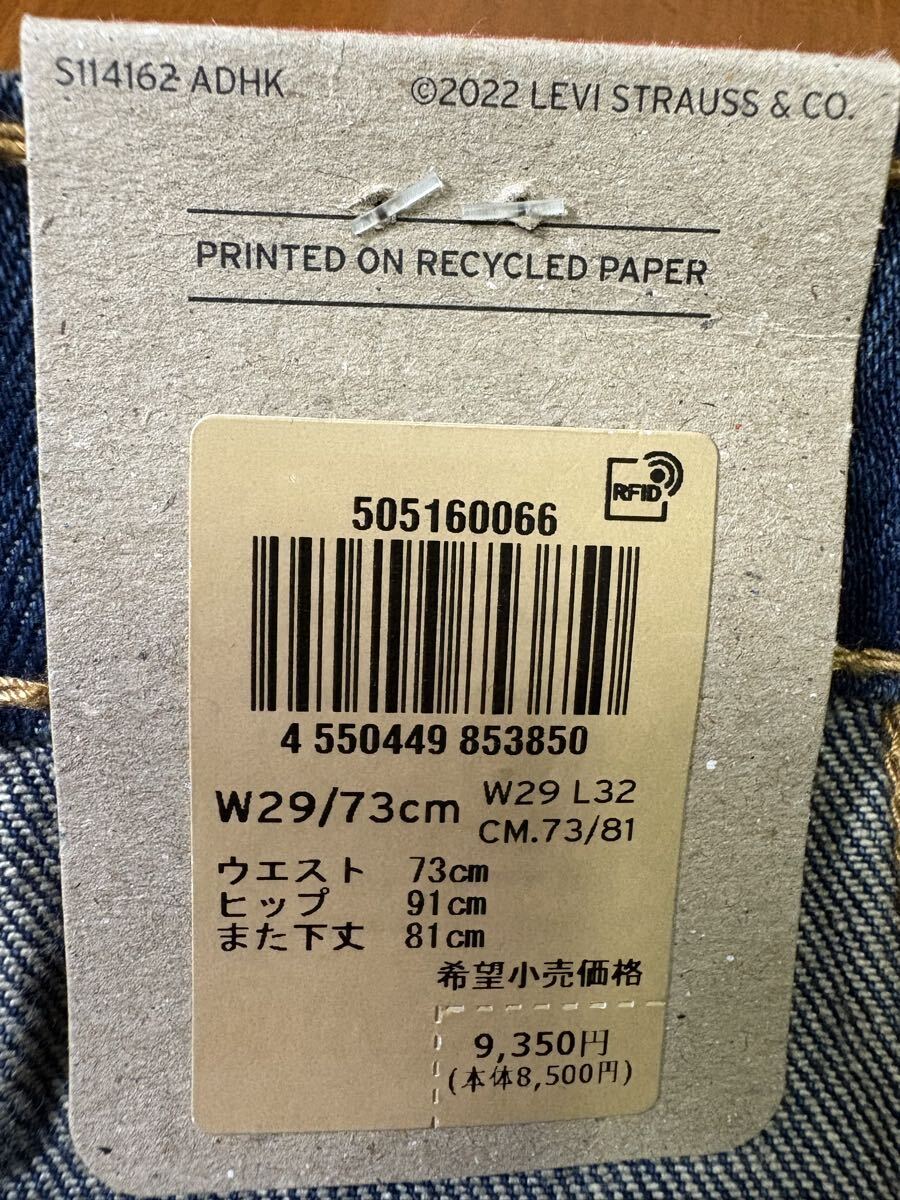 S114162 ADHK
©2022 LEVI STRAUSS & CO.
PRINTED ON RECYCLED PAPER
RFID
505160066
4 550449 853850
W29/73cm
W29 L32
CM.73/81
ウエスト 73cm
ヒップ 91cm
また下丈 81cm
希望小売価格
9,350円
(本体8,500円)